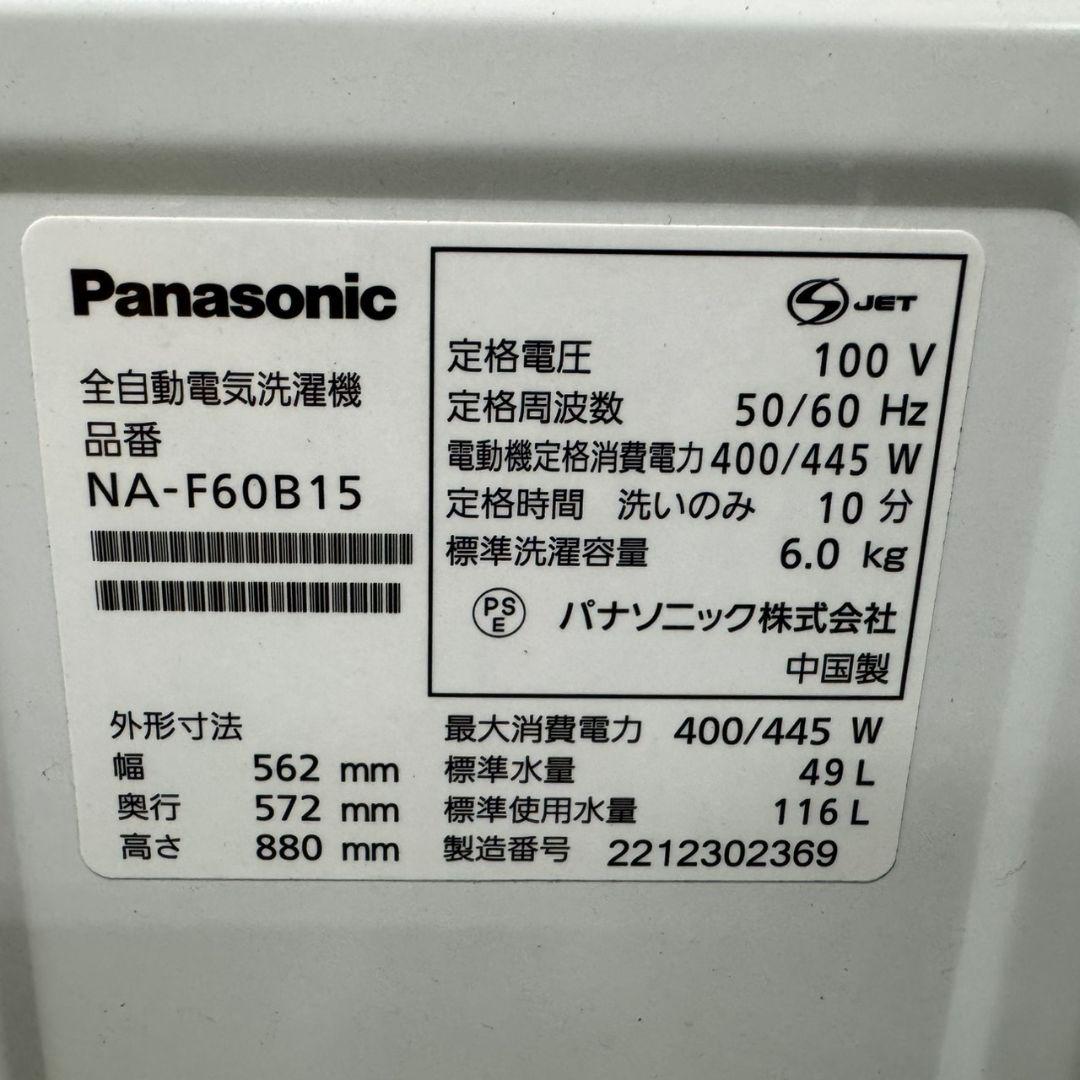 Panasonic
全自動電気洗濯機
品番
NA-F60B15
JET
定格電圧 100 V
定格周波数 50/60 Hz
電動機定格消費電力 400/445 W
定格時間 洗いのみ 10 分
標準洗濯容量 6.0 kg
PS
E
パナソニック株式会社
中国製
外形寸法
幅 562 mm
奥行 572 mm
高さ 880 mm
最大消費電力 400/445 W
標準水量 49 L
標準使用水量 116 L
製造番号 2212302369